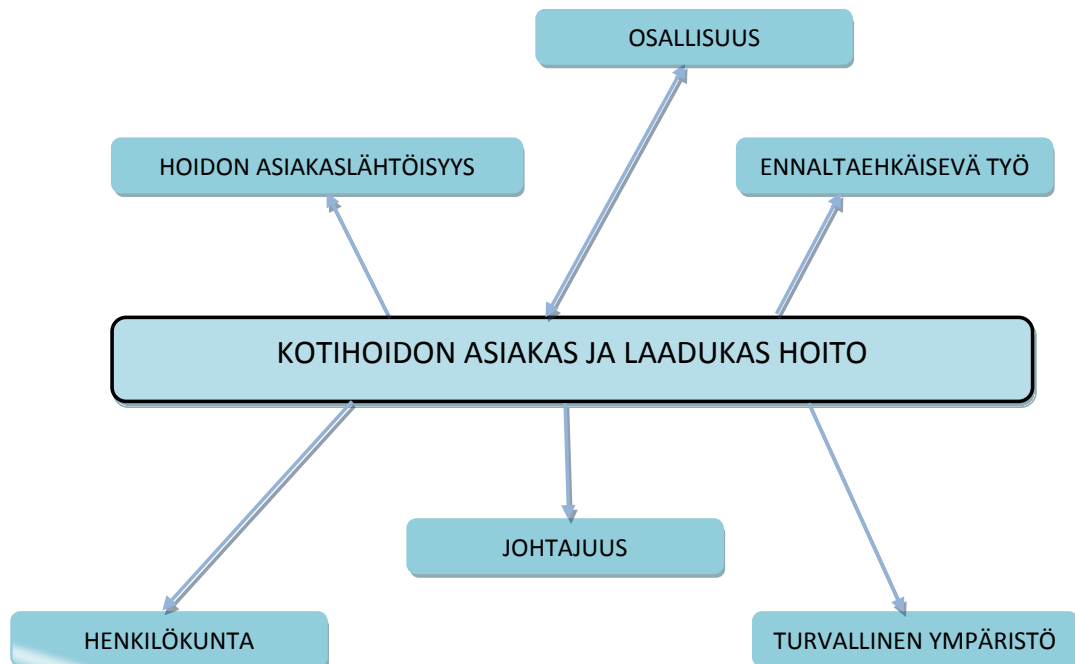 OSALLISUUS
HOIDON ASIAKASLÄHTÖISYYS
ENNALTAEHKÄISEVÄ TYÖ
KOTIHOIDON ASIAKAS JA LAADUKAS HOITO
JOHTAJUUS
HENKILÖKUNTA
TURVALLINEN YMPÄRISTÖ